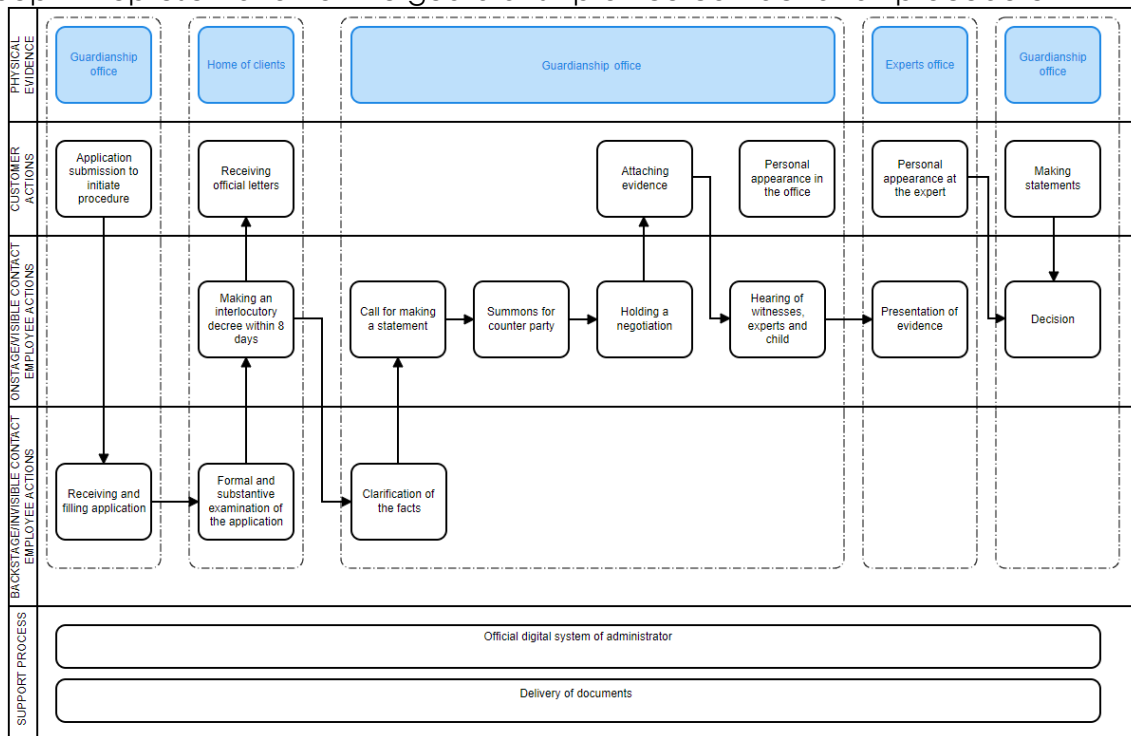 PHYSICAL
EVIDENCE
Guardianship
office
Home of clients
Guardianship office
Experts office
Guardianship
office
CUSTOMER
ACTIONS
Application
submission to
initiate
procedure
Receiving
official letters
Attaching
evidence
Personal
appearance in
the office
Personal
appearance at
the expert
Making
statements
ONSTAGE/VISIBLE CONTACT
EMPLOYEE ACTIONS
Making an
interlocutory
decree within 8
days
Call for making
a statement
Summons for
counter party
Holding a
negotiation
Hearing of
witnesses,
experts and
child
Presentation of
evidence
Decision
BACKSTAGE/INVISIBLE CONTACT
EMPLOYEE ACTIONS
Receiving and
filling application
Formal and
substantive
examination of
the application
Clarification of
the facts
SUPPORT PROCESS
Official digital system of administrator
Delivery of documents